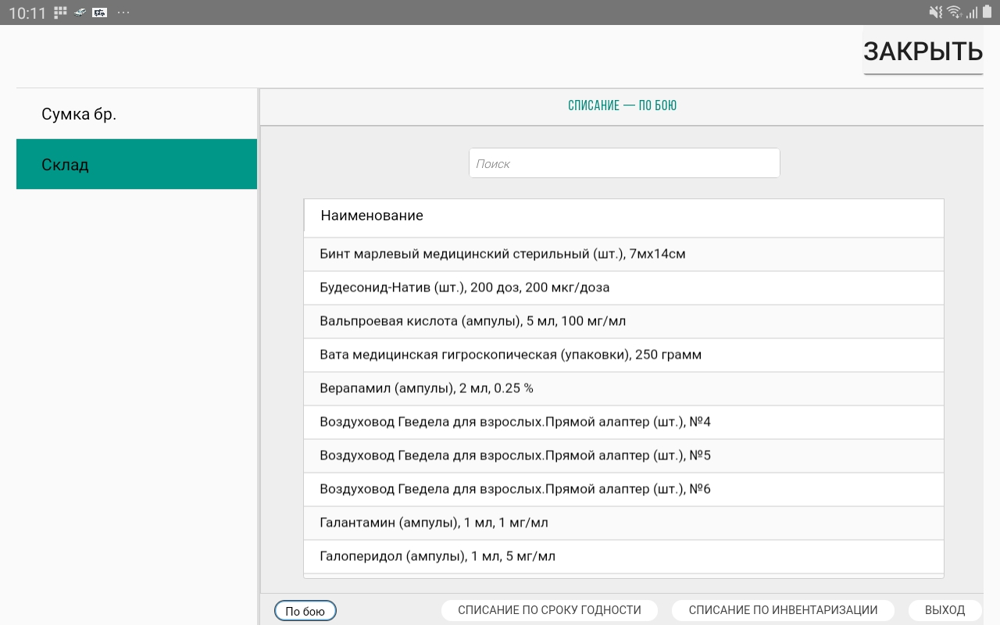 10:11
ЗАКРЫТЬ
Сумка бр.
Склад
СПИСАНИЕ — ПО БОЮ
Поиск
Наименование
Бинт марлевый медицинский стерильный (шт.), 7мх14см
Будесонид-Натив (шт.), 200 доз, 200 мкг/доза
Вальпроевая кислота (ампулы), 5 мл, 100 мг/мл
Вата медицинская гигроскопическая (упаковки), 250 грамм
Верапамил (ампулы), 2 мл, 0.25 %
Воздуховод Гведела для взрослых.Прямой алаптер (шт.), №4
Воздуховод Гведела для взрослых.Прямой алаптер (шт.), №5
Воздуховод Гведела для взрослых.Прямой алаптер (шт.), №6
Галантамин (ампулы), 1 мл, 1 мг/мл
Галоперидол (ампулы), 1 мл, 5 мг/мл
По бою
СПИСАНИЕ ПО СРОКУ ГОДНОСТИ
СПИСАНИЕ ПО ИНВЕНТАРИЗАЦИИ
ВЫХОД